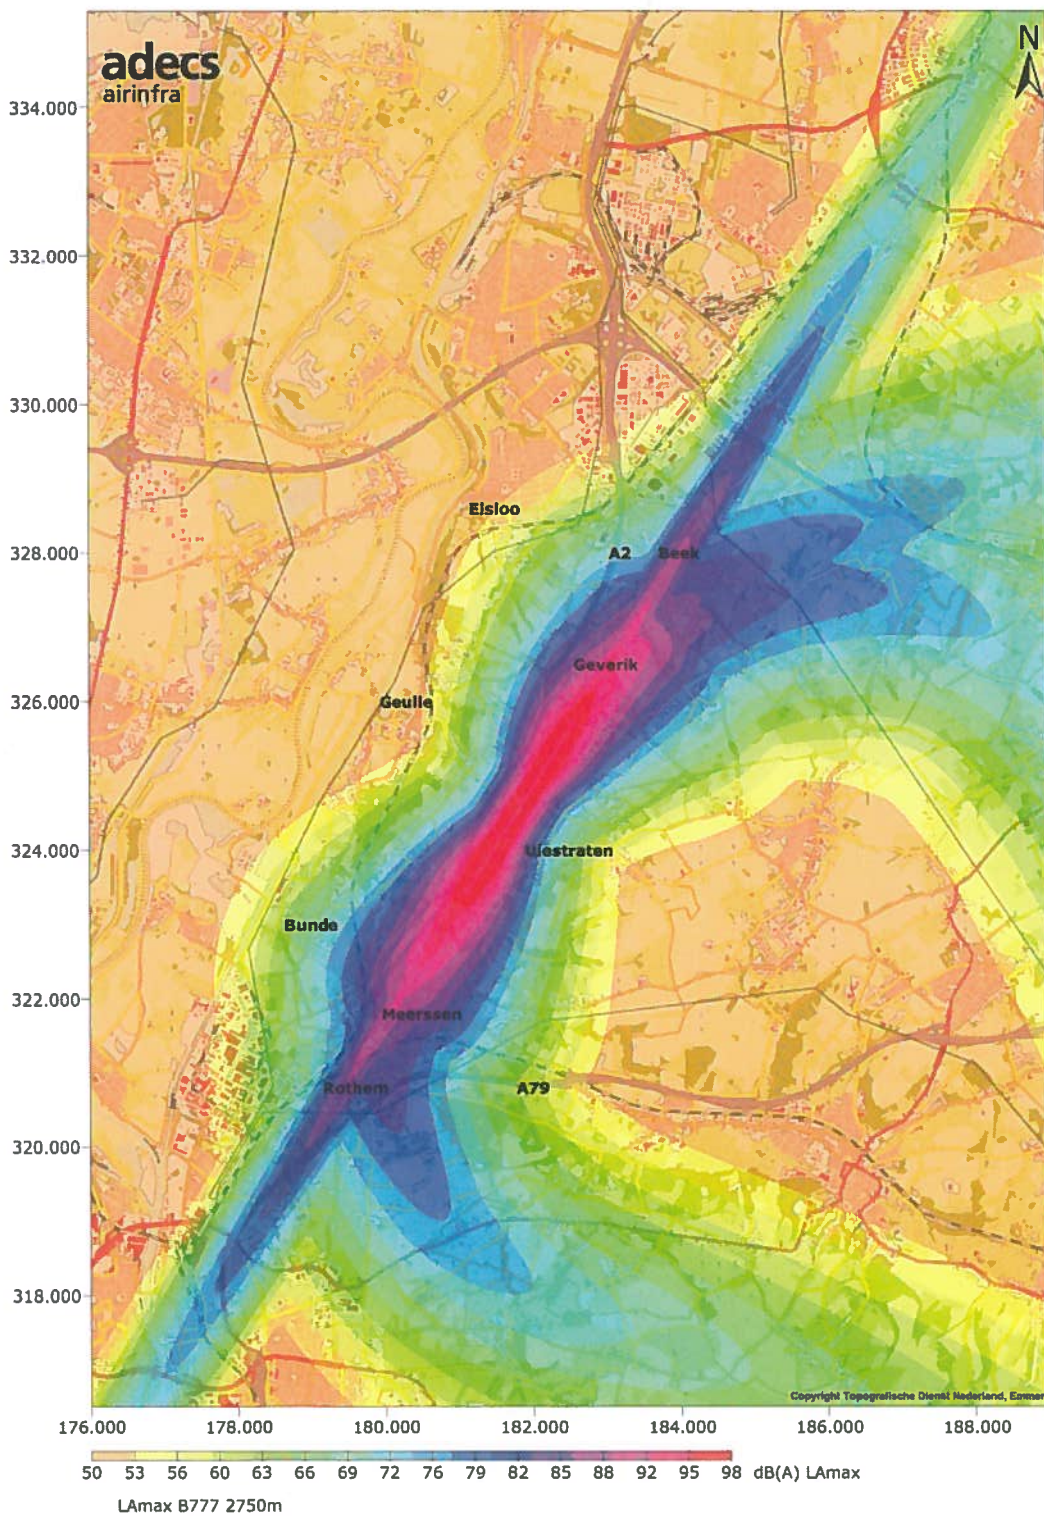 adecs
airinfra
N
334.000
332.000
330.000
328.000
326.000
324.000
322.000
320.000
318.000
Elsloo
A2
Beek
Geverik
Geulle
Ulestraten
Bunde
Meerssen
Rothem
A79
Copyright Topografische Dienst Nederland, Emmen
176.000 178.000 180.000 182.000 184.000 186.000 188.000
50 53 56 60 63 66 69 72 76 79 82 85 88 92 95 98 dB(A) LAmax
LAmax B777 2750m